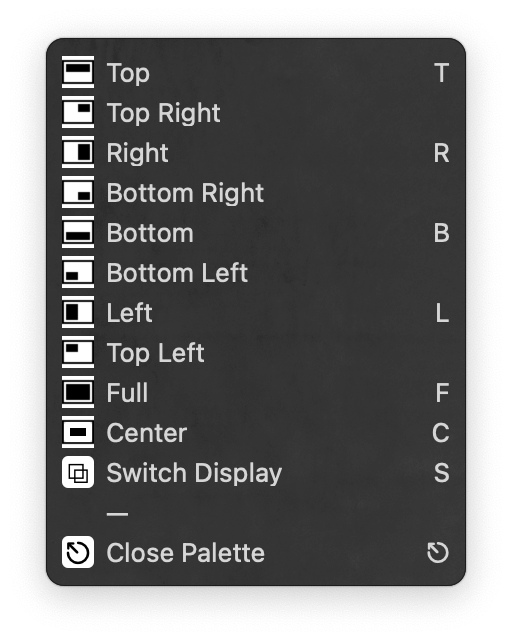 Top T
Top Right
Right R
Bottom Right
Bottom B
Bottom Left
Left L
Top Left
Full F
Center C
Switch Display S
—
Close Palette ⎋